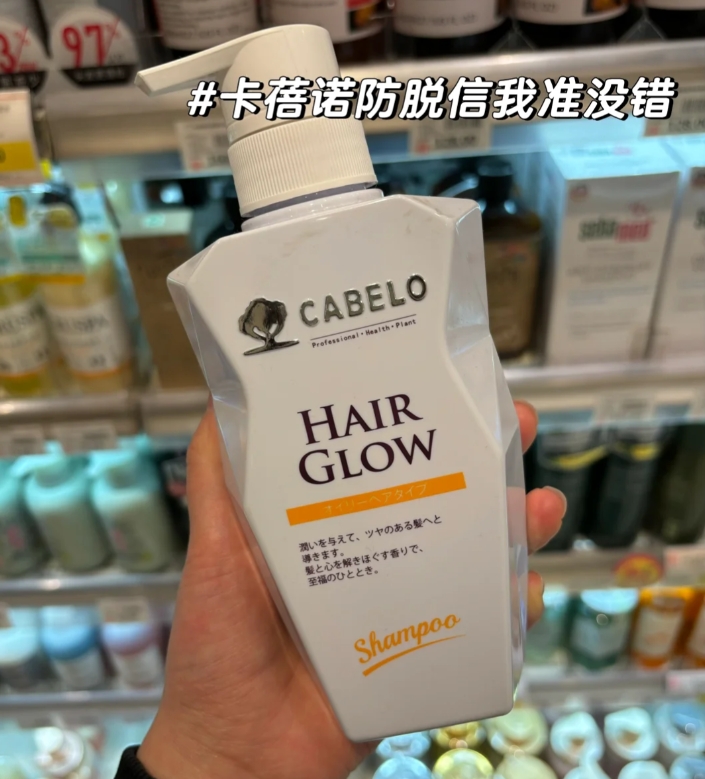 97%
#卡蓓诺防脱信我准没错
CABELO
Professional・Health・Plant
HAIR
GLOW
オイリーヘアタイプ
潤いを与えて、ツヤのある髪へと
導きます。
髪と心を解きほぐす香りで、
至福のひととき。
Shampoo
sebamed